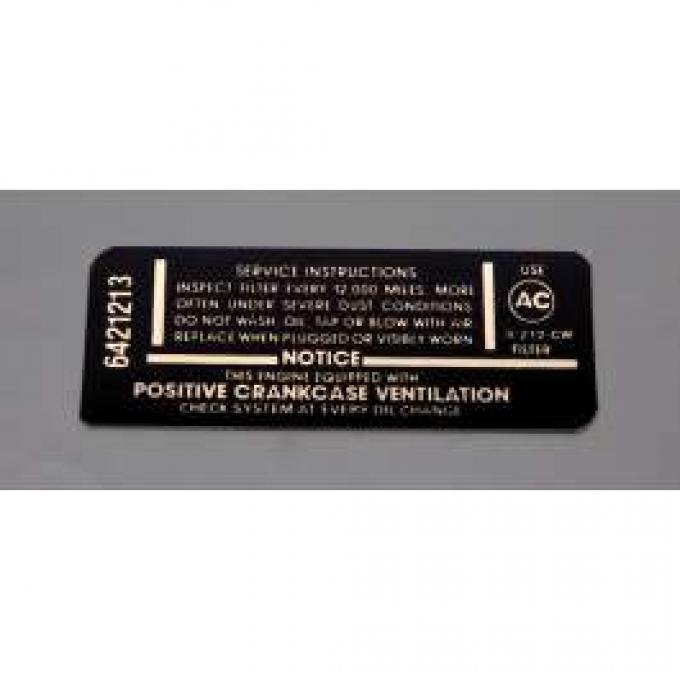 6421213
SERVICE INSTRUCTIONS
INSPECT FILTER EVERY 12,000 MILES. MORE
OFTEN UNDER SEVERE DUST CONDITIONS
DO NOT WASH, OIL, TAP OR BLOW WITH AIR
REPLACE WHEN PLUGGED OR VISIBLY WORN
USE
AC
FILTER
NOTICE
THIS ENGINE EQUIPPED WITH
POSITIVE CRANKCASE VENTILATION
CHECK SYSTEM AT EVERY OIL CHANGE